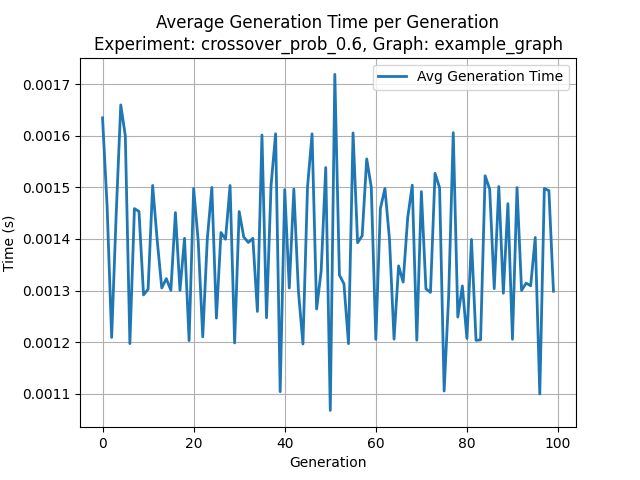 Average Generation Time per Generation
Experiment: crossover_prob_0.6, Graph: example_graph
Avg Generation Time
Time (s)
0.0017
0.0016
0.0015
0.0014
0.0013
0.0012
0.0011
0 20 40 60 80 100
Generation